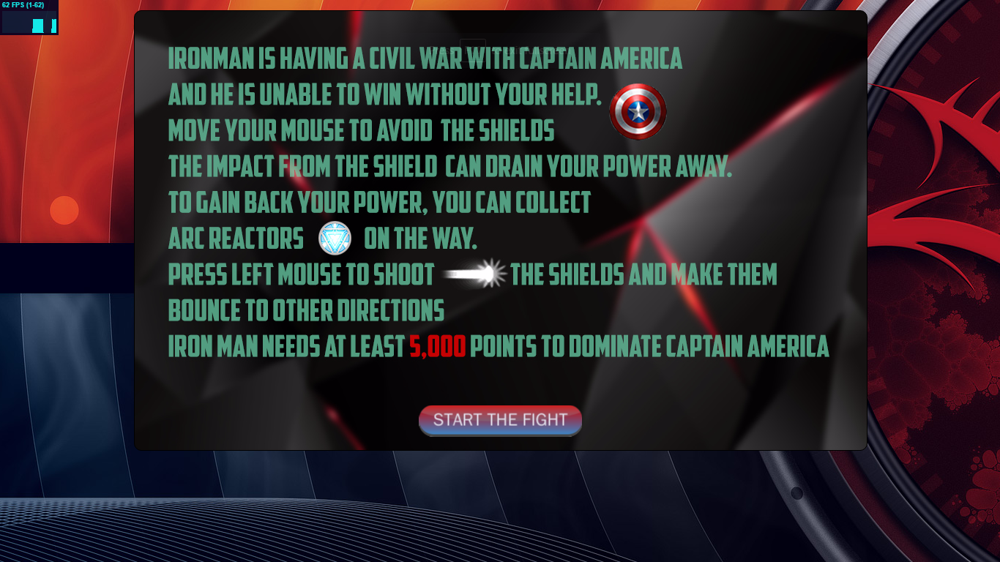 62 FPS (1-62)
IRONMAN IS HAVING A CIVIL WAR WITH CAPTAIN AMERICA
AND HE IS UNABLE TO WIN WITHOUT YOUR HELP.
MOVE YOUR MOUSE TO AVOID THE SHIELDS
THE IMPACT FROM THE SHIELD CAN DRAIN YOUR POWER AWAY.
TO GAIN BACK YOUR POWER, YOU CAN COLLECT
ARC REACTORS ON THE WAY.
PRESS LEFT MOUSE TO SHOOT THE SHIELDS AND MAKE THEM
BOUNCE TO OTHER DIRECTIONS
IRON MAN NEEDS AT LEAST 5,000 POINTS TO DOMINATE CAPTAIN AMERICA
START THE FIGHT